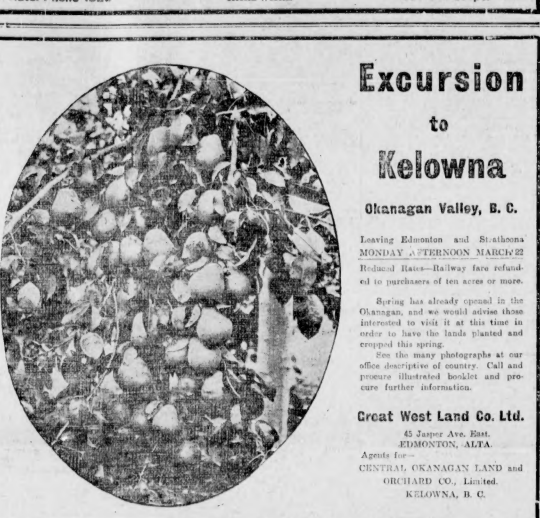 Excursion
to
Kelowna
Okanagan Valley, B. C.
Leaving Edmonton and Strathcona
MONDAY AFTERNOON MARCH 22
Reduced Rates—Railway fare refund-
ed to purchasers of ten acres or more.
Spring has already opened in the
Okanagan, and we would advise those
interested to visit it at this time in
order to have the lands planted and
cropped this spring.
See the many photographs at our
office descriptive of country. Call and
procure illustrated booklet and pro-
cure further information.
Great West Land Co. Ltd.
45 Jasper Ave. East.
EDMONTON, ALTA.
Agents for—
CENTRAL OKANAGAN LAND and
ORCHARD CO., Limited.
KELOWNA, B. C.